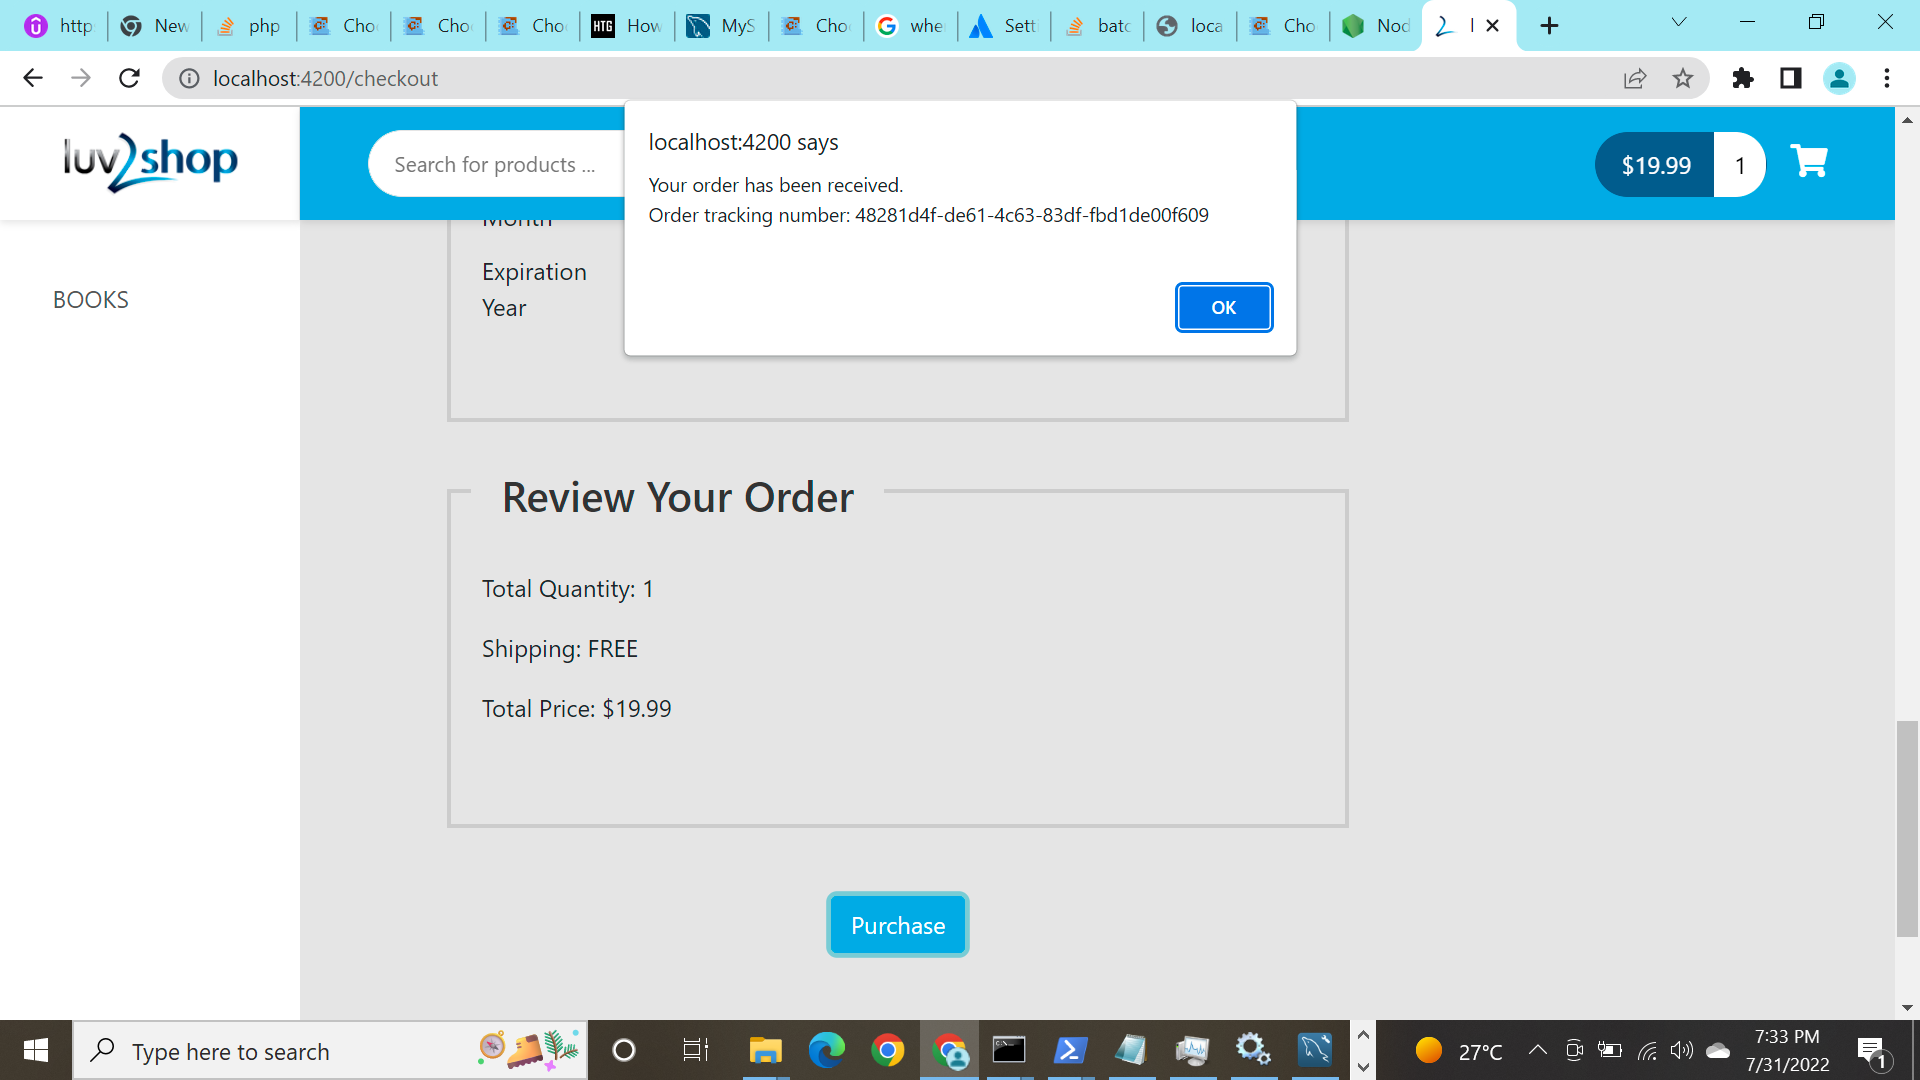 http
New
php
Cho
Cho
Cho
HTG
How
MyS
Cho
whe
Sett
batc
loca
Cho
Nod
localhost:4200/checkout
luv2shop
Search for products ...
$19.99
1
localhost:4200 says
Your order has been received.
Order tracking number: 48281d4f-de61-4c63-83df-fbd1de00f609
OK
BOOKS
Month
Expiration
Year
Review Your Order
Total Quantity: 1
Shipping: FREE
Total Price: $19.99
Purchase
Type here to search
27°C
7:33 PM
7/31/2022
1